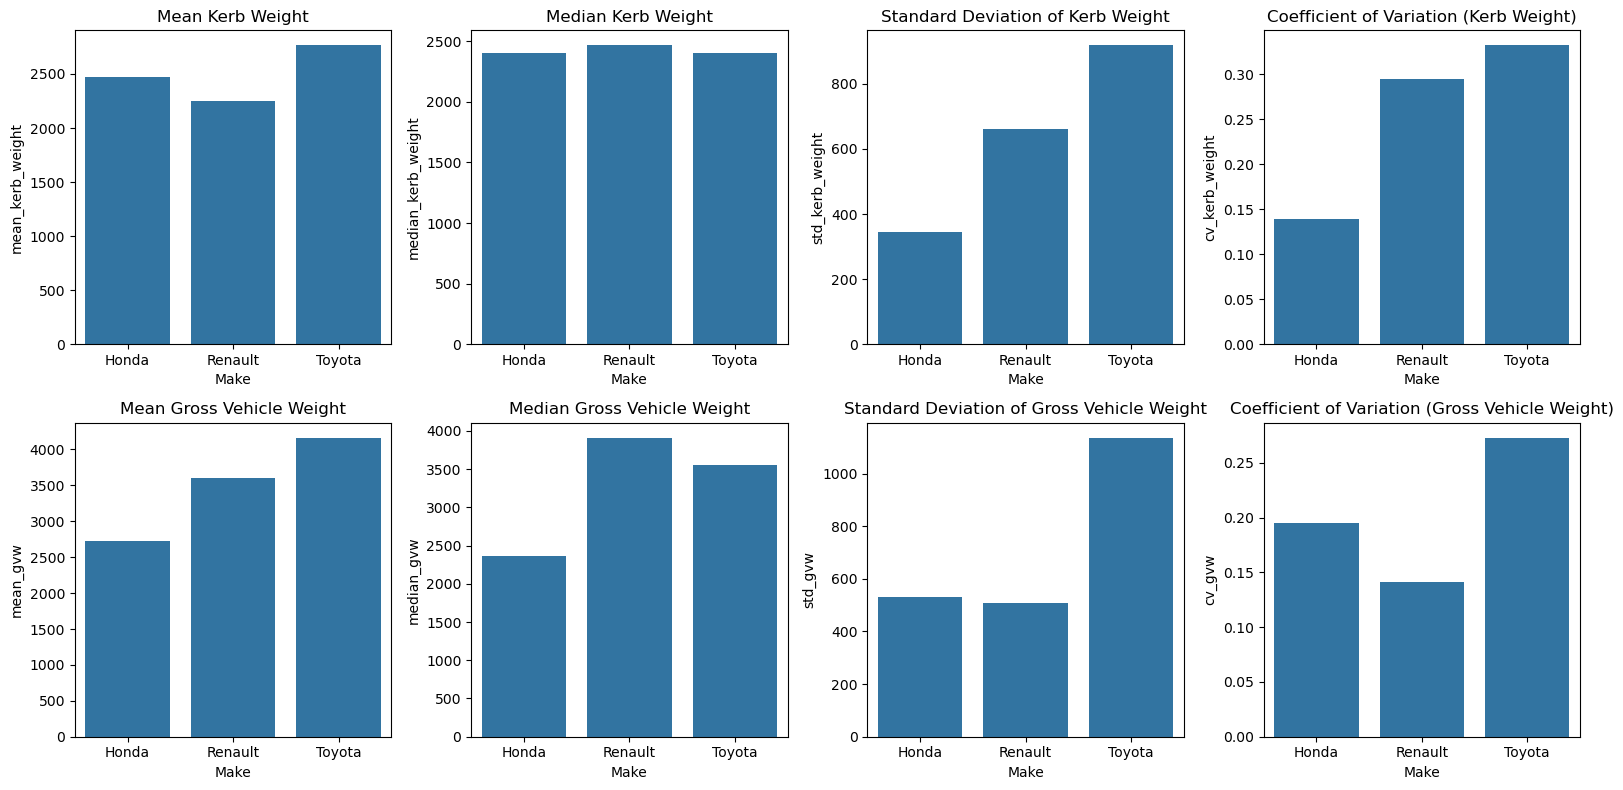 Mean Kerb Weight
mean_kerb_weight
2500
2000
1500
1000
500
0
Honda Renault Toyota
Make
Median Kerb Weight
median_kerb_weight
2500
2000
1500
1000
500
0
Honda Renault Toyota
Make
Standard Deviation of Kerb Weight
std_kerb_weight
800
600
400
200
0
Honda Renault Toyota
Make
Coefficient of Variation (Kerb Weight)
cv_kerb_weight
0.30
0.25
0.20
0.15
0.10
0.05
0.00
Honda Renault Toyota
Make
Mean Gross Vehicle Weight
mean_gvw
4000
3500
3000
2500
2000
1500
1000
500
0
Honda Renault Toyota
Make
Median Gross Vehicle Weight
median_gvw
4000
3500
3000
2500
2000
1500
1000
500
0
Honda Renault Toyota
Make
Standard Deviation of Gross Vehicle Weight
std_gvw
1000
800
600
400
200
0
Honda Renault Toyota
Make
Coefficient of Variation (Gross Vehicle Weight)
cv_gvw
0.25
0.20
0.15
0.10
0.05
0.00
Honda Renault Toyota
Make